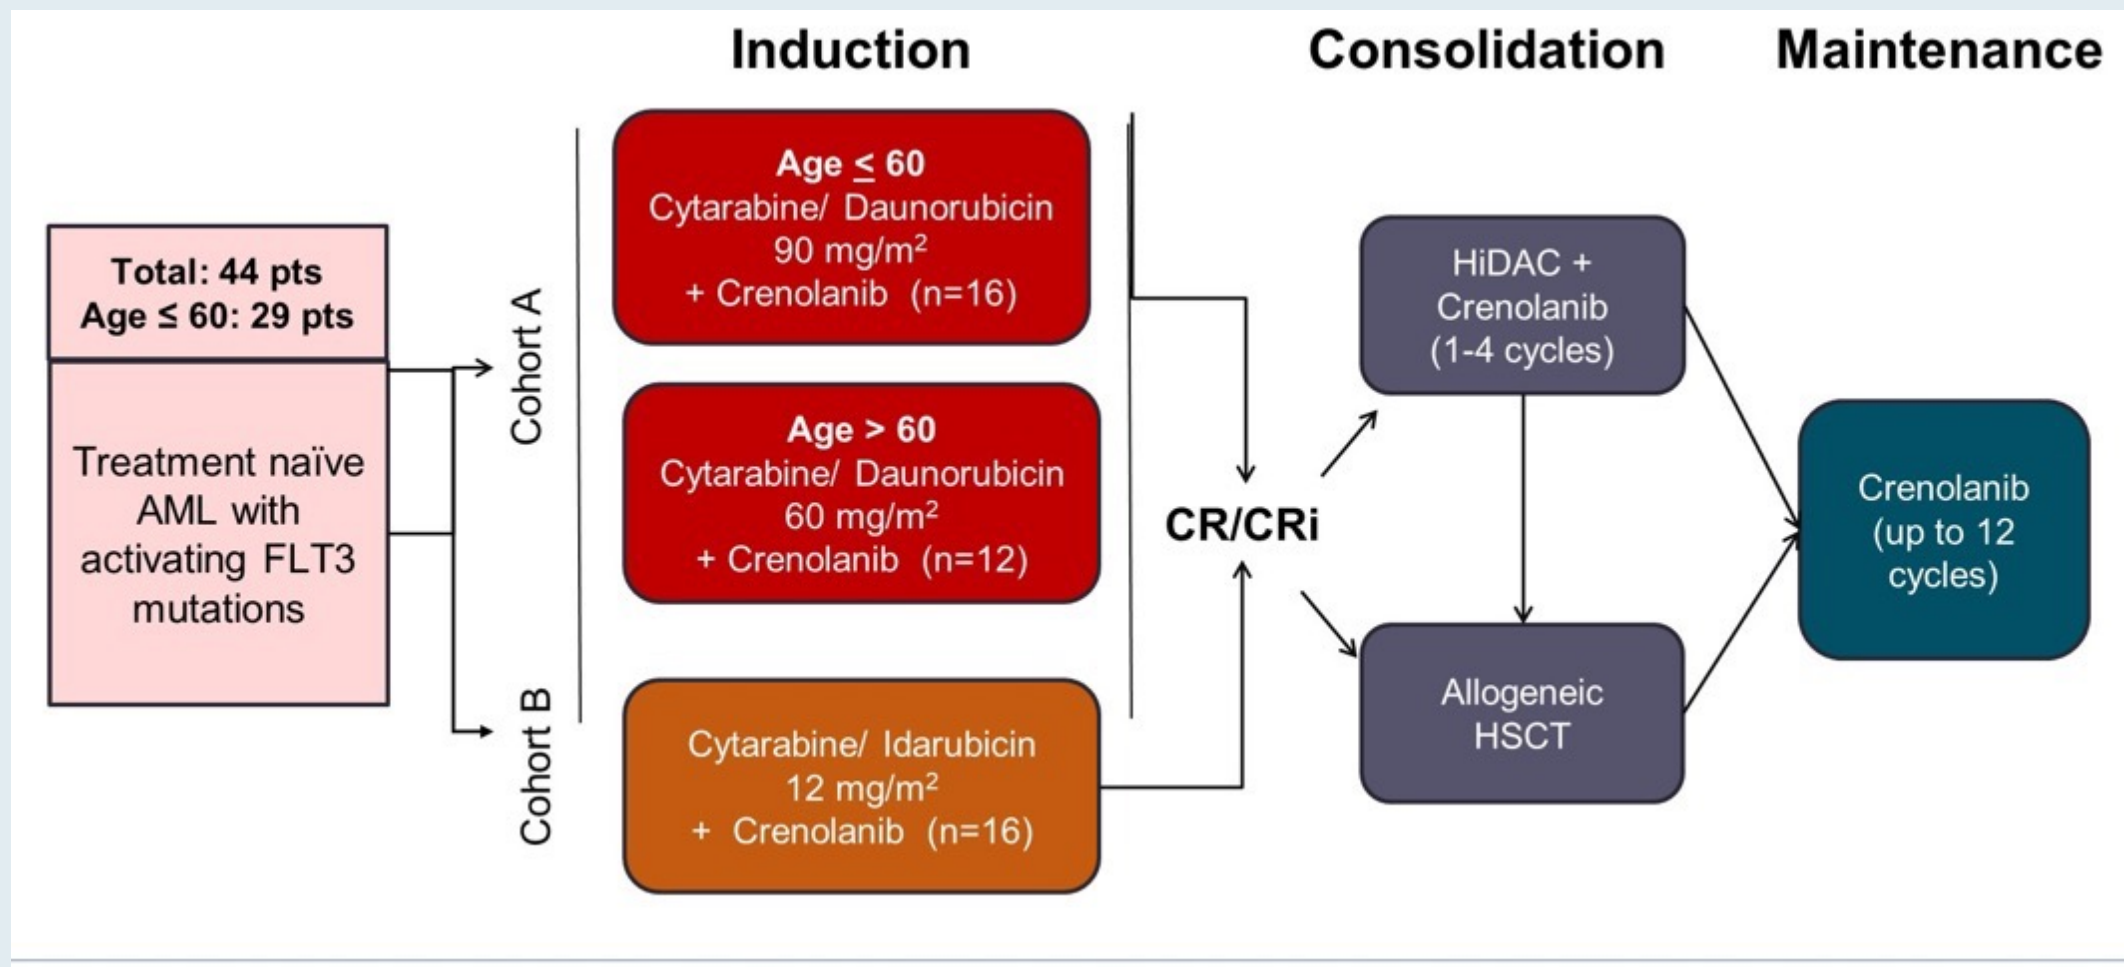 Induction
Consolidation
Maintenance
Total: 44 pts
Age ≤ 60: 29 pts
Treatment naïve
AML with
activating FLT3
mutations
Cohort A
Cohort B
Age ≤ 60
Cytarabine/ Daunorubicin
90 mg/m²
+ Crenolanib (n=16)
Age > 60
Cytarabine/ Daunorubicin
60 mg/m²
+ Crenolanib (n=12)
Cytarabine/ Idarubicin
12 mg/m²
+ Crenolanib (n=16)
CR/CRi
HiDAC +
Crenolanib
(1-4 cycles)
Allogeneic
HSCT
Crenolanib
(up to 12
cycles)